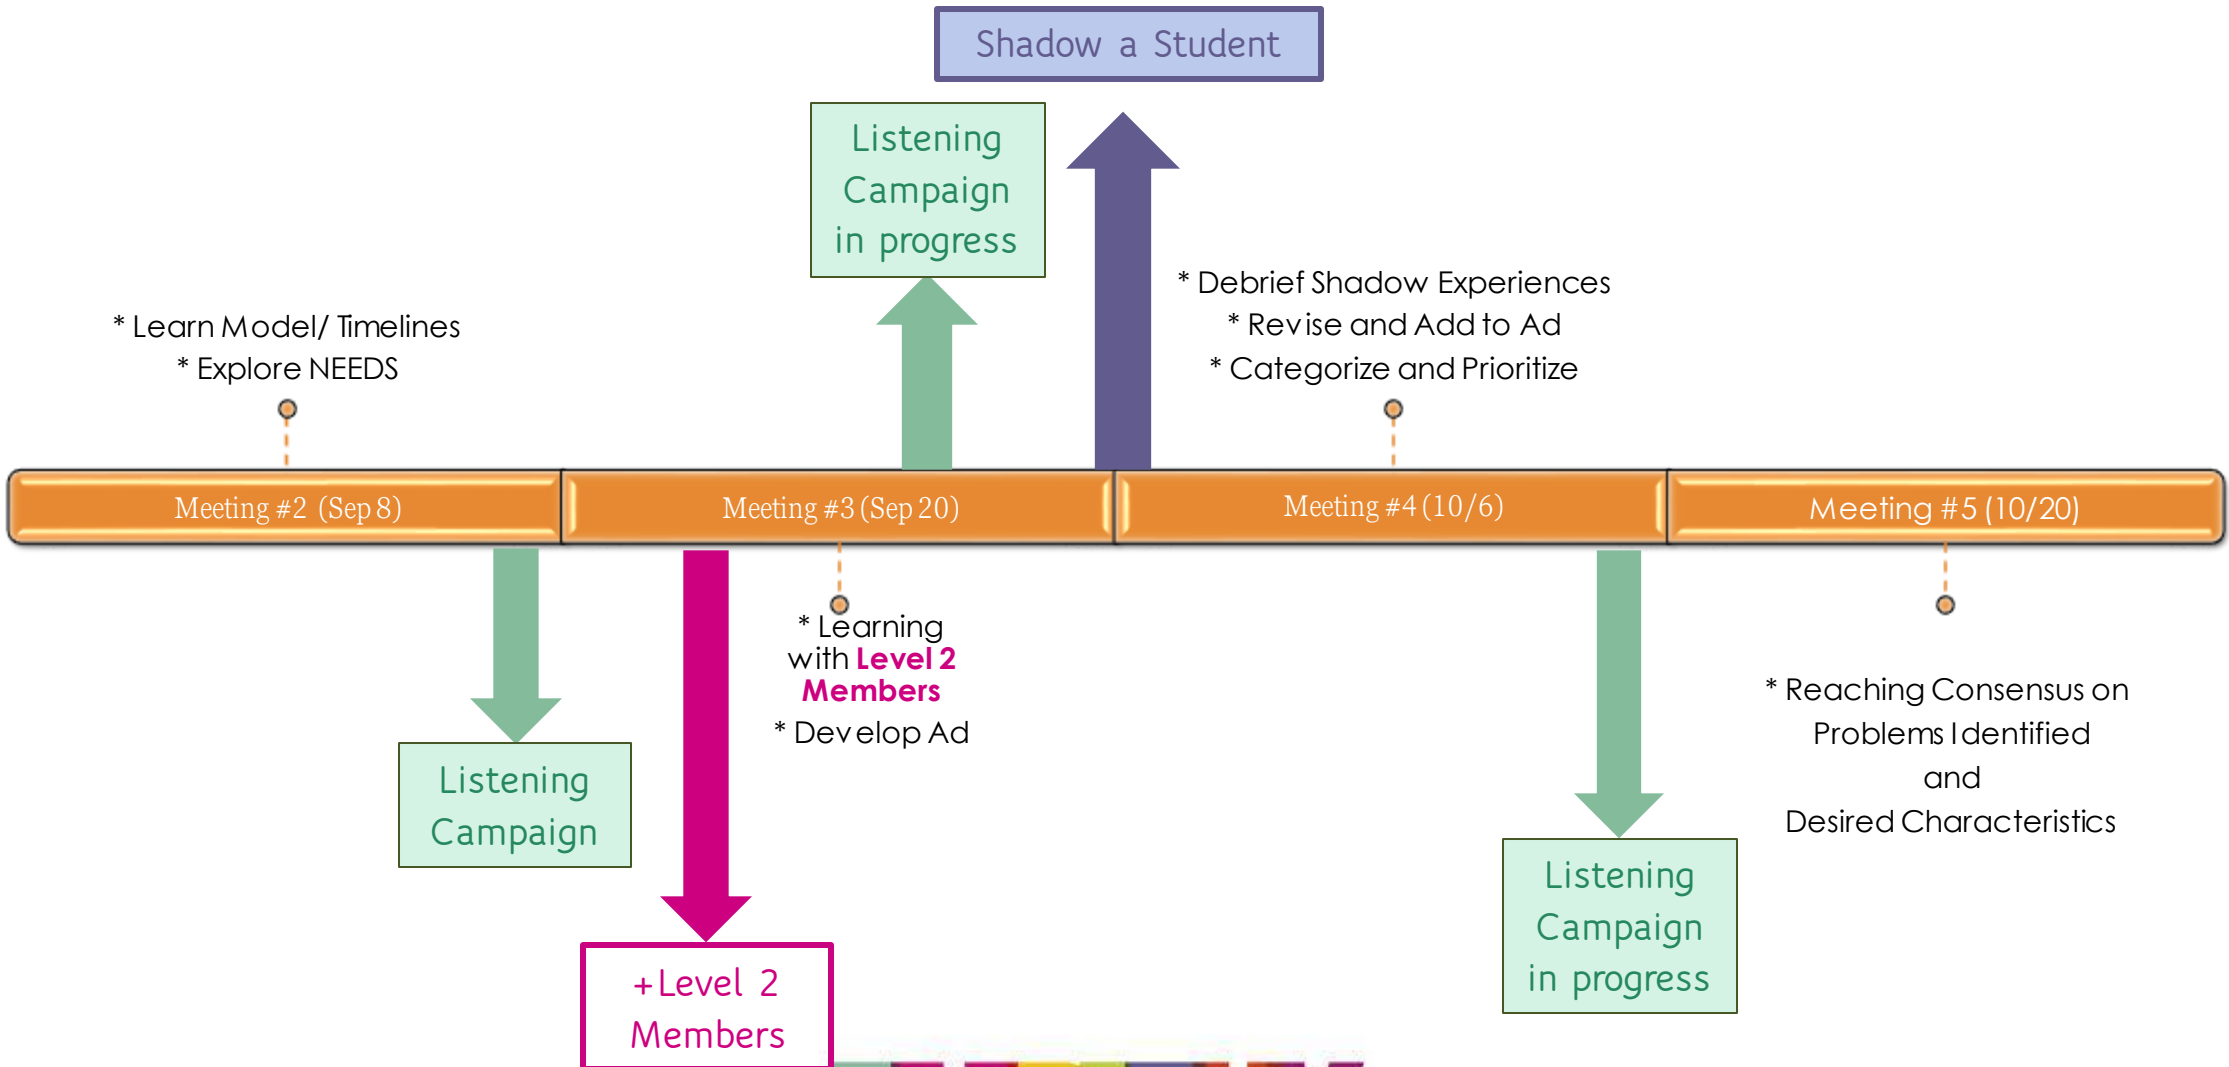 Shadow a Student
Listening
Campaign
in progress
* Learn Model/ Timelines
* Explore NEEDS
* Debrief Shadow Experiences
* Revise and Add to Ad
* Categorize and Prioritize
Meeting #2 (Sep 8)
Meeting #3 (Sep 20)
Meeting #4 (10/6)
Meeting #5 (10/20)
* Learning
with Level 2
Members
* Develop Ad
Listening
Campaign
+Level 2
Members
* Reaching Consensus on
Problems Identified
and
Desired Characteristics
Listening
Campaign
in progress